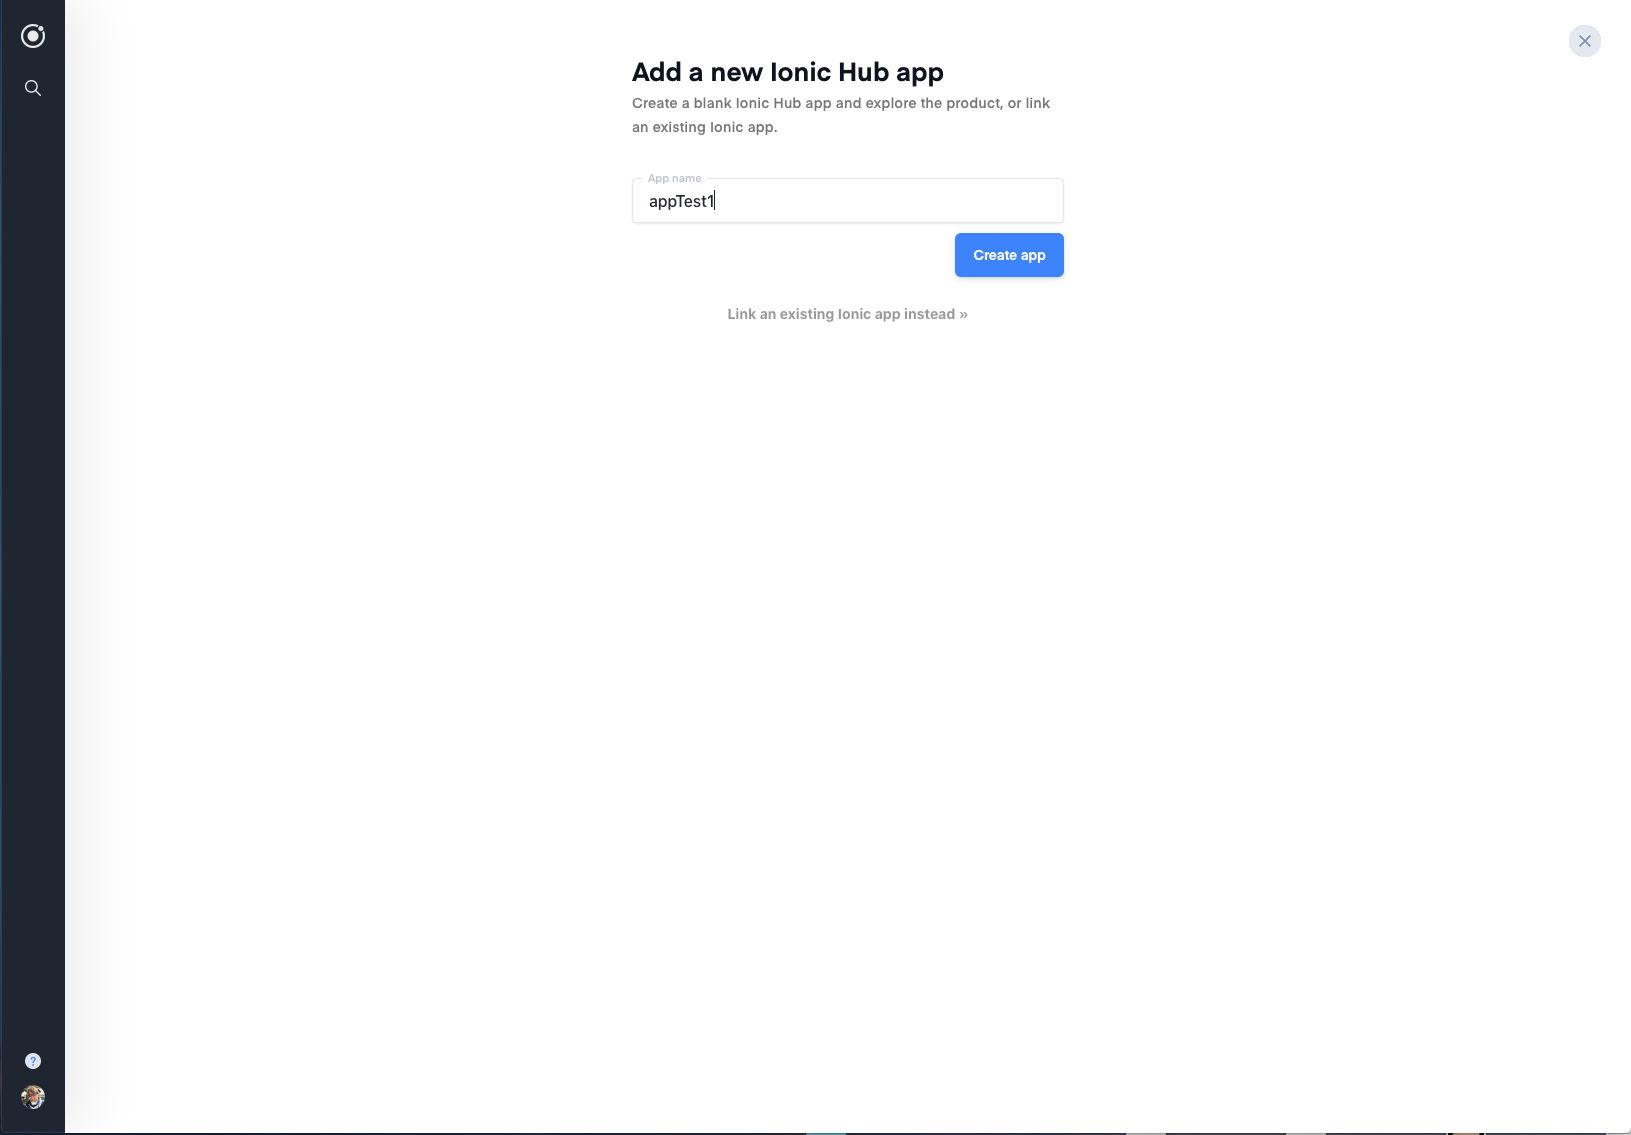 Add a new Ionic Hub app
Create a blank Ionic Hub app and explore the product, or link
an existing Ionic app.
App name
appTest1
Create app
Link an existing Ionic app instead »
?